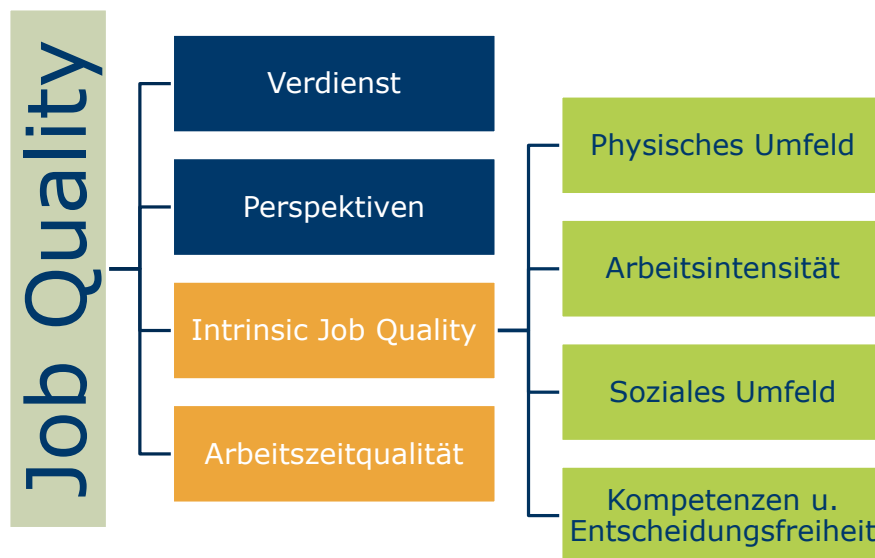 Job Quality
Verdienst
Perspektiven
Intrinsic Job Quality
Arbeitszeitqualität
Physisches Umfeld
Arbeitsintensität
Soziales Umfeld
Kompetenzen u.
Entscheidungsfreiheit